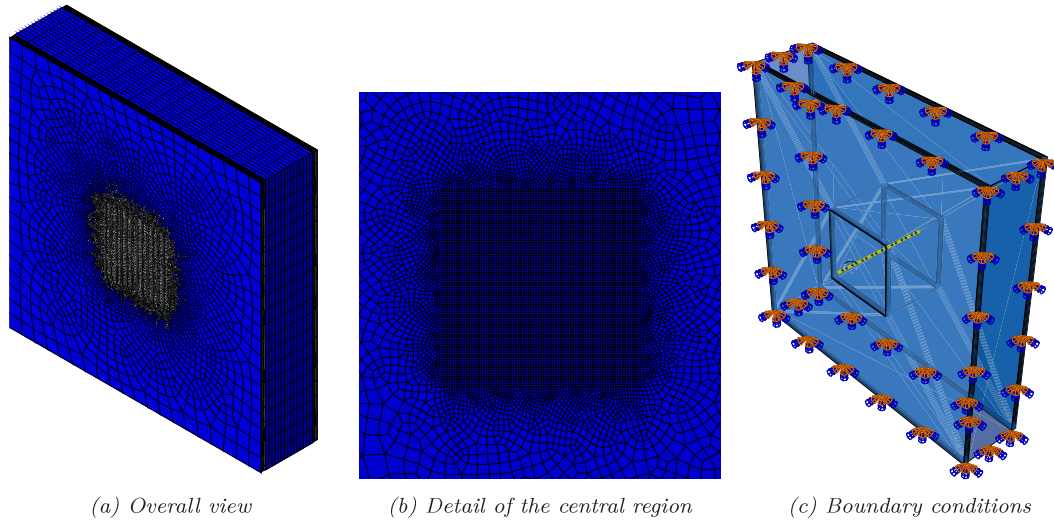 (a) Overall view
(b) Detail of the central region
(c) Boundary conditions